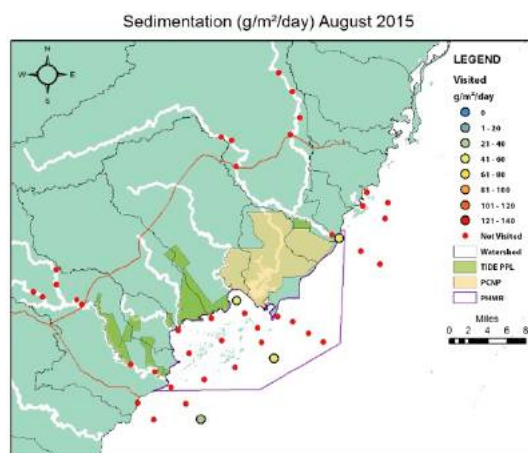 Sedimentation (g/m²/day) August 2015
N
W E
S
LEGEND
Visited
g/m²/day
0
1 - 20
21 - 40
41 - 60
61 - 80
81 - 100
101 - 120
121 - 140
Not Visited
Watershed
TIDE PPL
PCNP
PHMR
Miles
0 2 4 6 8